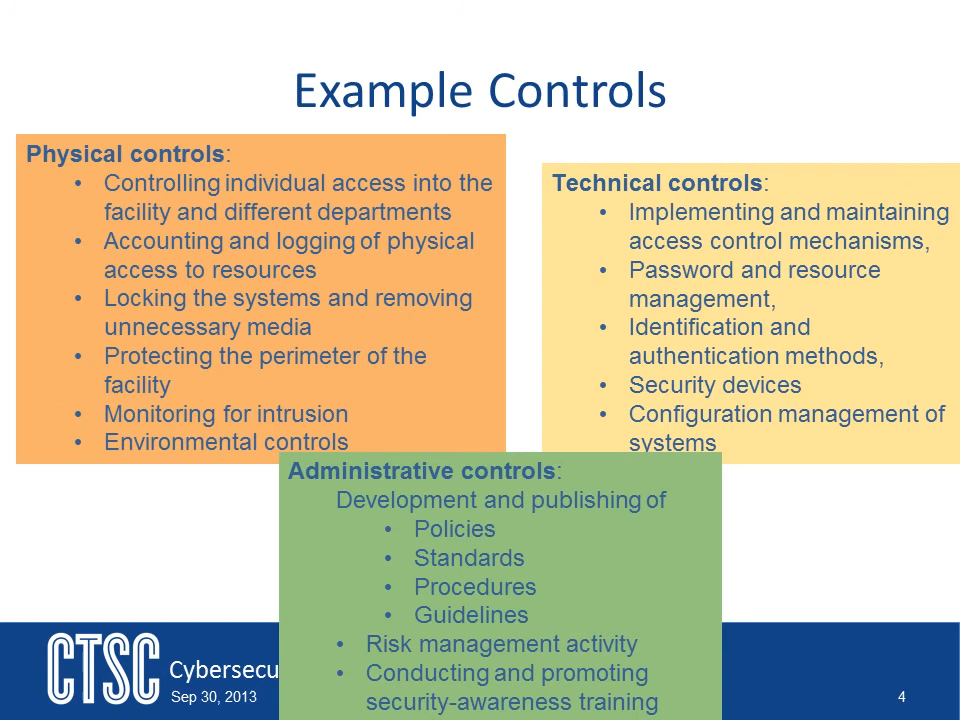 Example Controls
Physical controls:
• Controlling individual access into the
facility and different departments
• Accounting and logging of physical
access to resources
• Locking the systems and removing
unnecessary media
• Protecting the perimeter of the
facility
• Monitoring for intrusion
• Environmental controls
Technical controls:
• Implementing and maintaining
access control mechanisms,
• Password and resource
management,
• Identification and
authentication methods,
• Security devices
• Configuration management of
systems
Administrative controls:
Development and publishing of
• Policies
• Standards
• Procedures
• Guidelines
• Risk management activity
• Conducting and promoting
security-awareness training
CTSC
Cybersecu
Sep 30, 2013
4